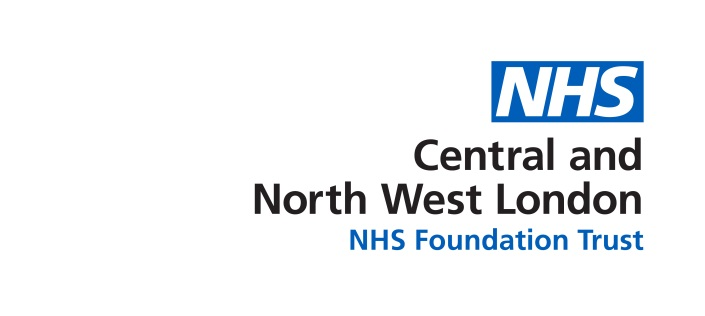 NHS
Central and
North West London
NHS Foundation Trust